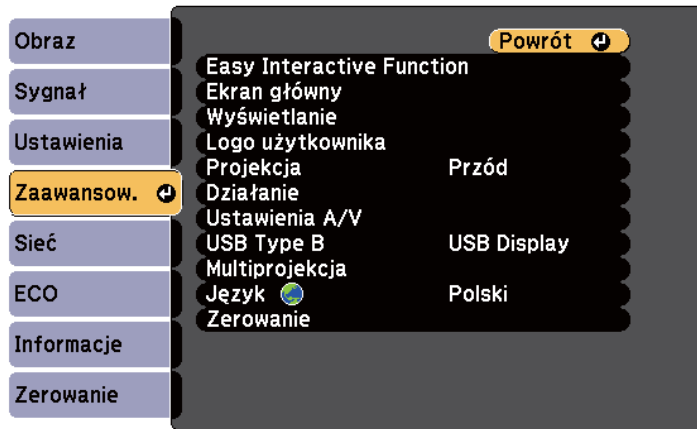 Obraz
Sygnał
Ustawienia
Zaawansow.
Sieć
ECO
Informacje
Zerowanie
Powrót
Easy Interactive Function
Ekran główny
Wyświetlanie
Logo użytkownika
Projekcja Przód
Działanie
Ustawienia A/V
USB Type B USB Display
Multiprojekcja
Język Polski
Zerowanie